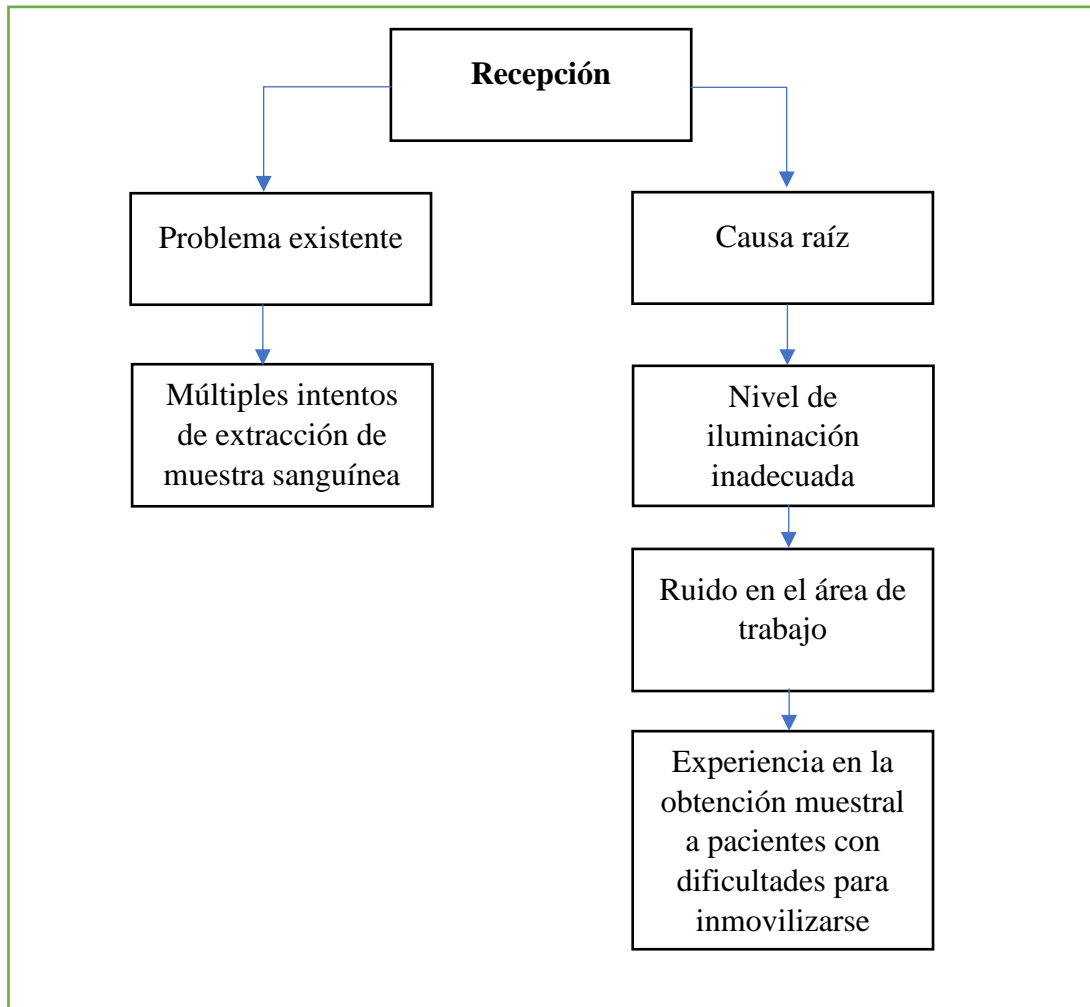 Recepción
Problema existente
Causa raíz
Múltiples intentos
de extracción de
muestra sanguínea
Nivel de
iluminación
inadecuada
Ruido en el área de
trabajo
Experiencia en la
obtención muestral
a pacientes con
dificultades para
inmovilizarse